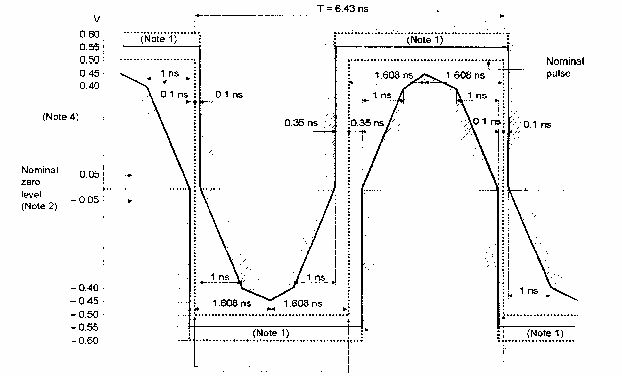 T = 6.43 ns
V
0.60
0.55
0.50
0.45
0.40
(Note 1)
(Note 1)
Nominal
pulse
1 ns
1.608 ns
1.608 ns
0.1 ns
0.1 ns
1 ns
1 ns
(Note 4)
0.35 ns
0.35 ns
0.1 ns
0.1 ns
Nominal
zero
level
(Note 2)
0.05
- 0.05
1 ns
1 ns
1 ns
- 0.40
- 0.45
- 0.50
- 0.55
- 0.60
1.608 ns
1.608 ns
(Note 1)
(Note 1)